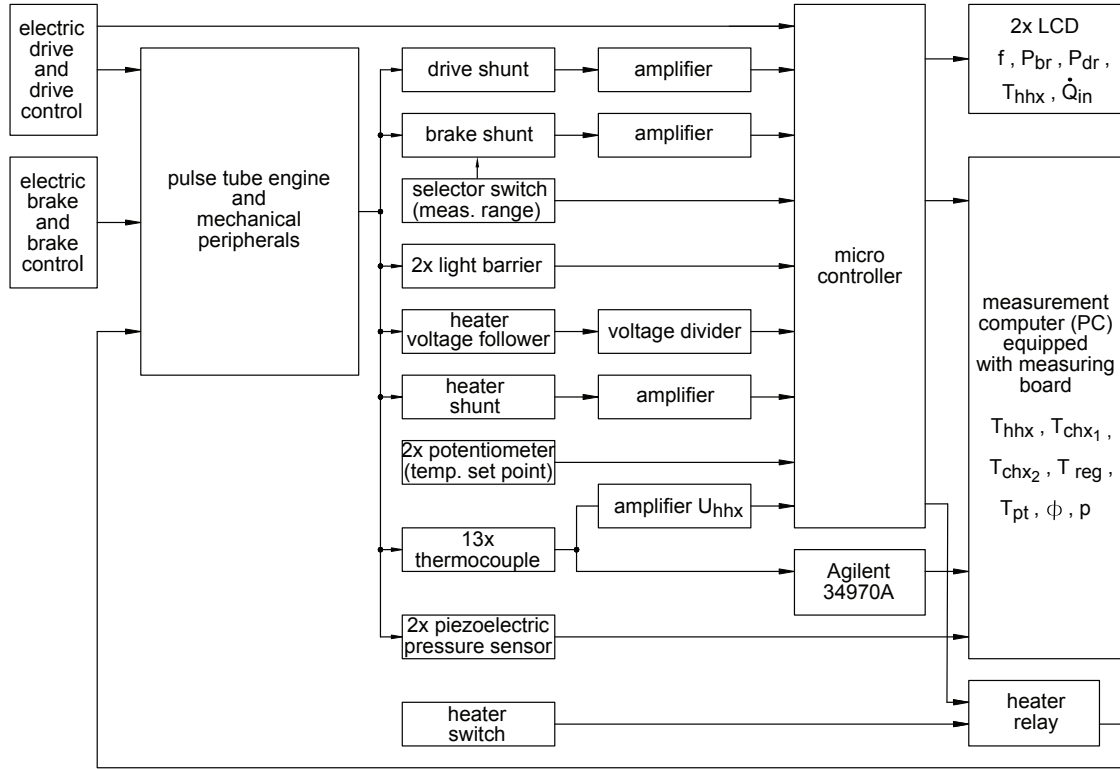 electric
drive
and
drive
control
electric
brake
and
brake
control
pulse tube engine
and
mechanical
peripherals
drive shunt
amplifier
brake shunt
amplifier
selector switch
(meas. range)
2x light barrier
heater
voltage follower
voltage divider
heater
shunt
amplifier
2x potentiometer
(temp. set point)
amplifier U_hhx
13x
thermocouple
Agilent
34970A
2x piezoelectric
pressure sensor
heater
switch
micro
controller
2x LCD
f , P_br , P_dr ,
T_hhx , Q̇_in
measurement
computer (PC)
equipped
with measuring
board
T_hhx , T_chx₁ ,
T_chx₂ , T_reg ,
T_pt , ϕ , p
heater
relay